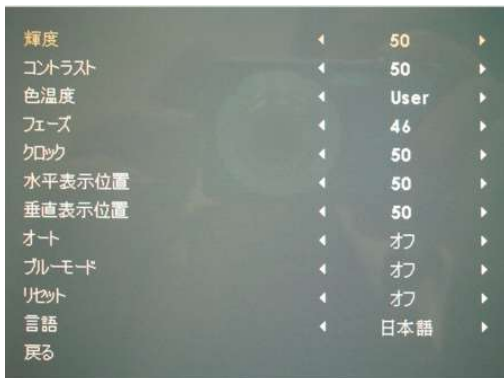 輝度 50
コントラスト 50
色温度 User
フェーズ 46
クロック 50
水平表示位置 50
垂直表示位置 50
オート オフ
ブルーモード オフ
リセット オフ
言語 日本語
戻る